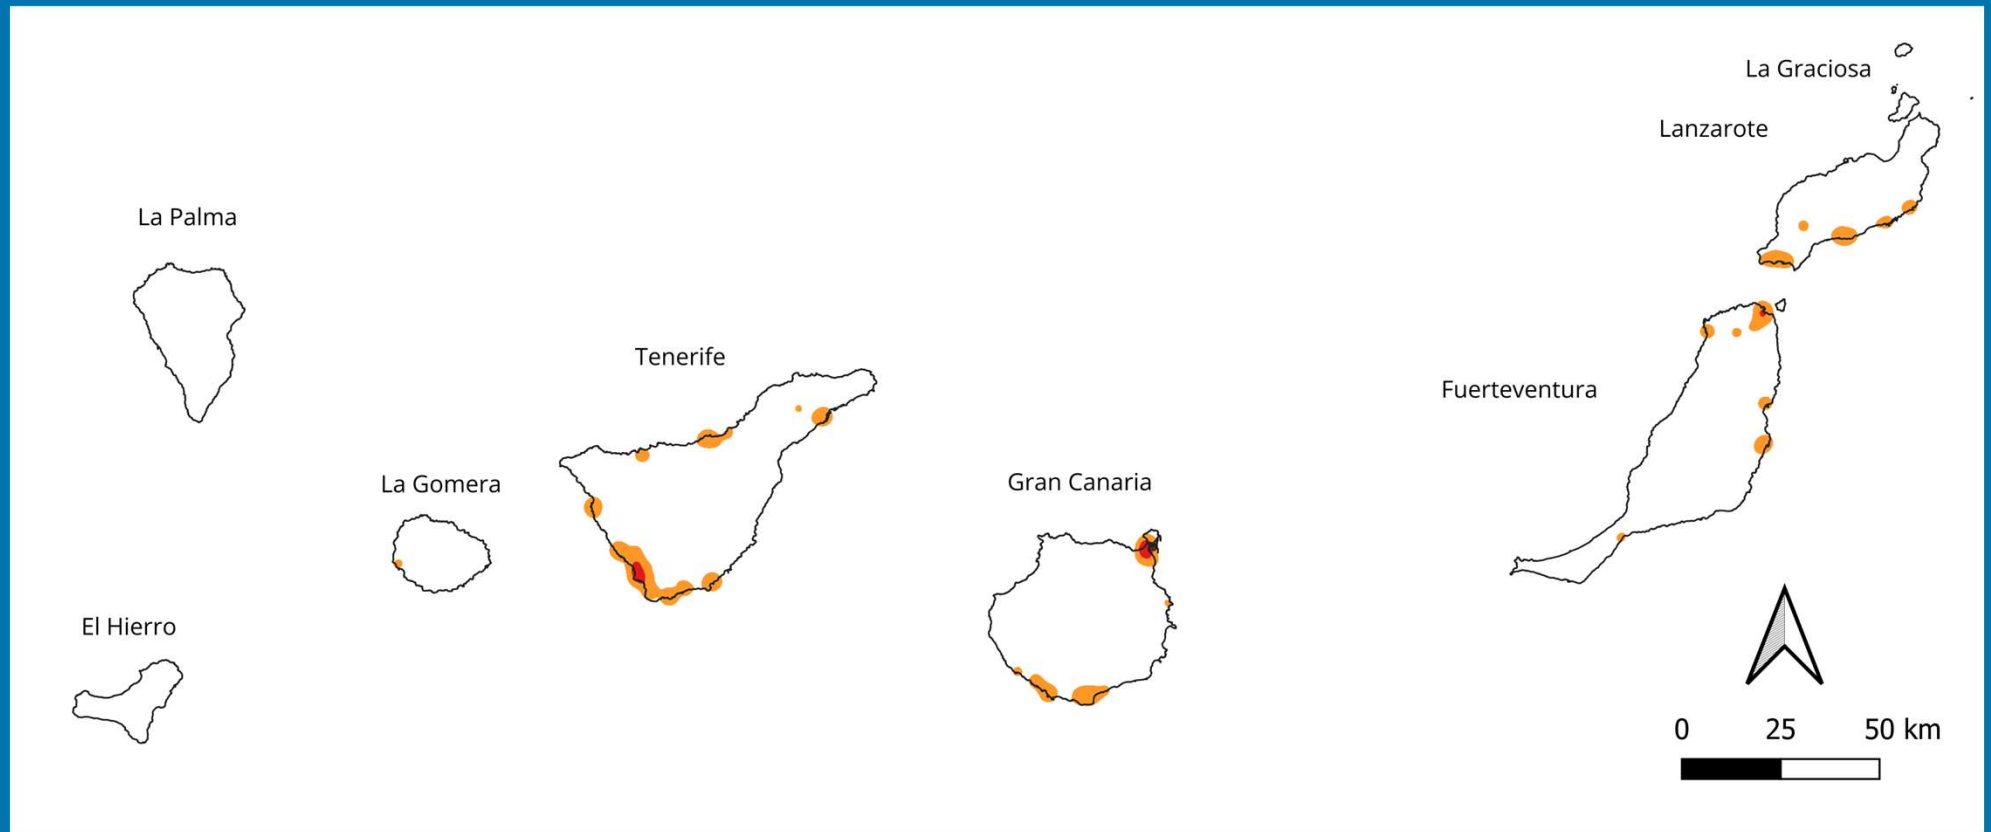 La Graciosa
Lanzarote
La Palma
Tenerife
Fuerteventura
La Gomera
Gran Canaria
El Hierro
0 25 50 km